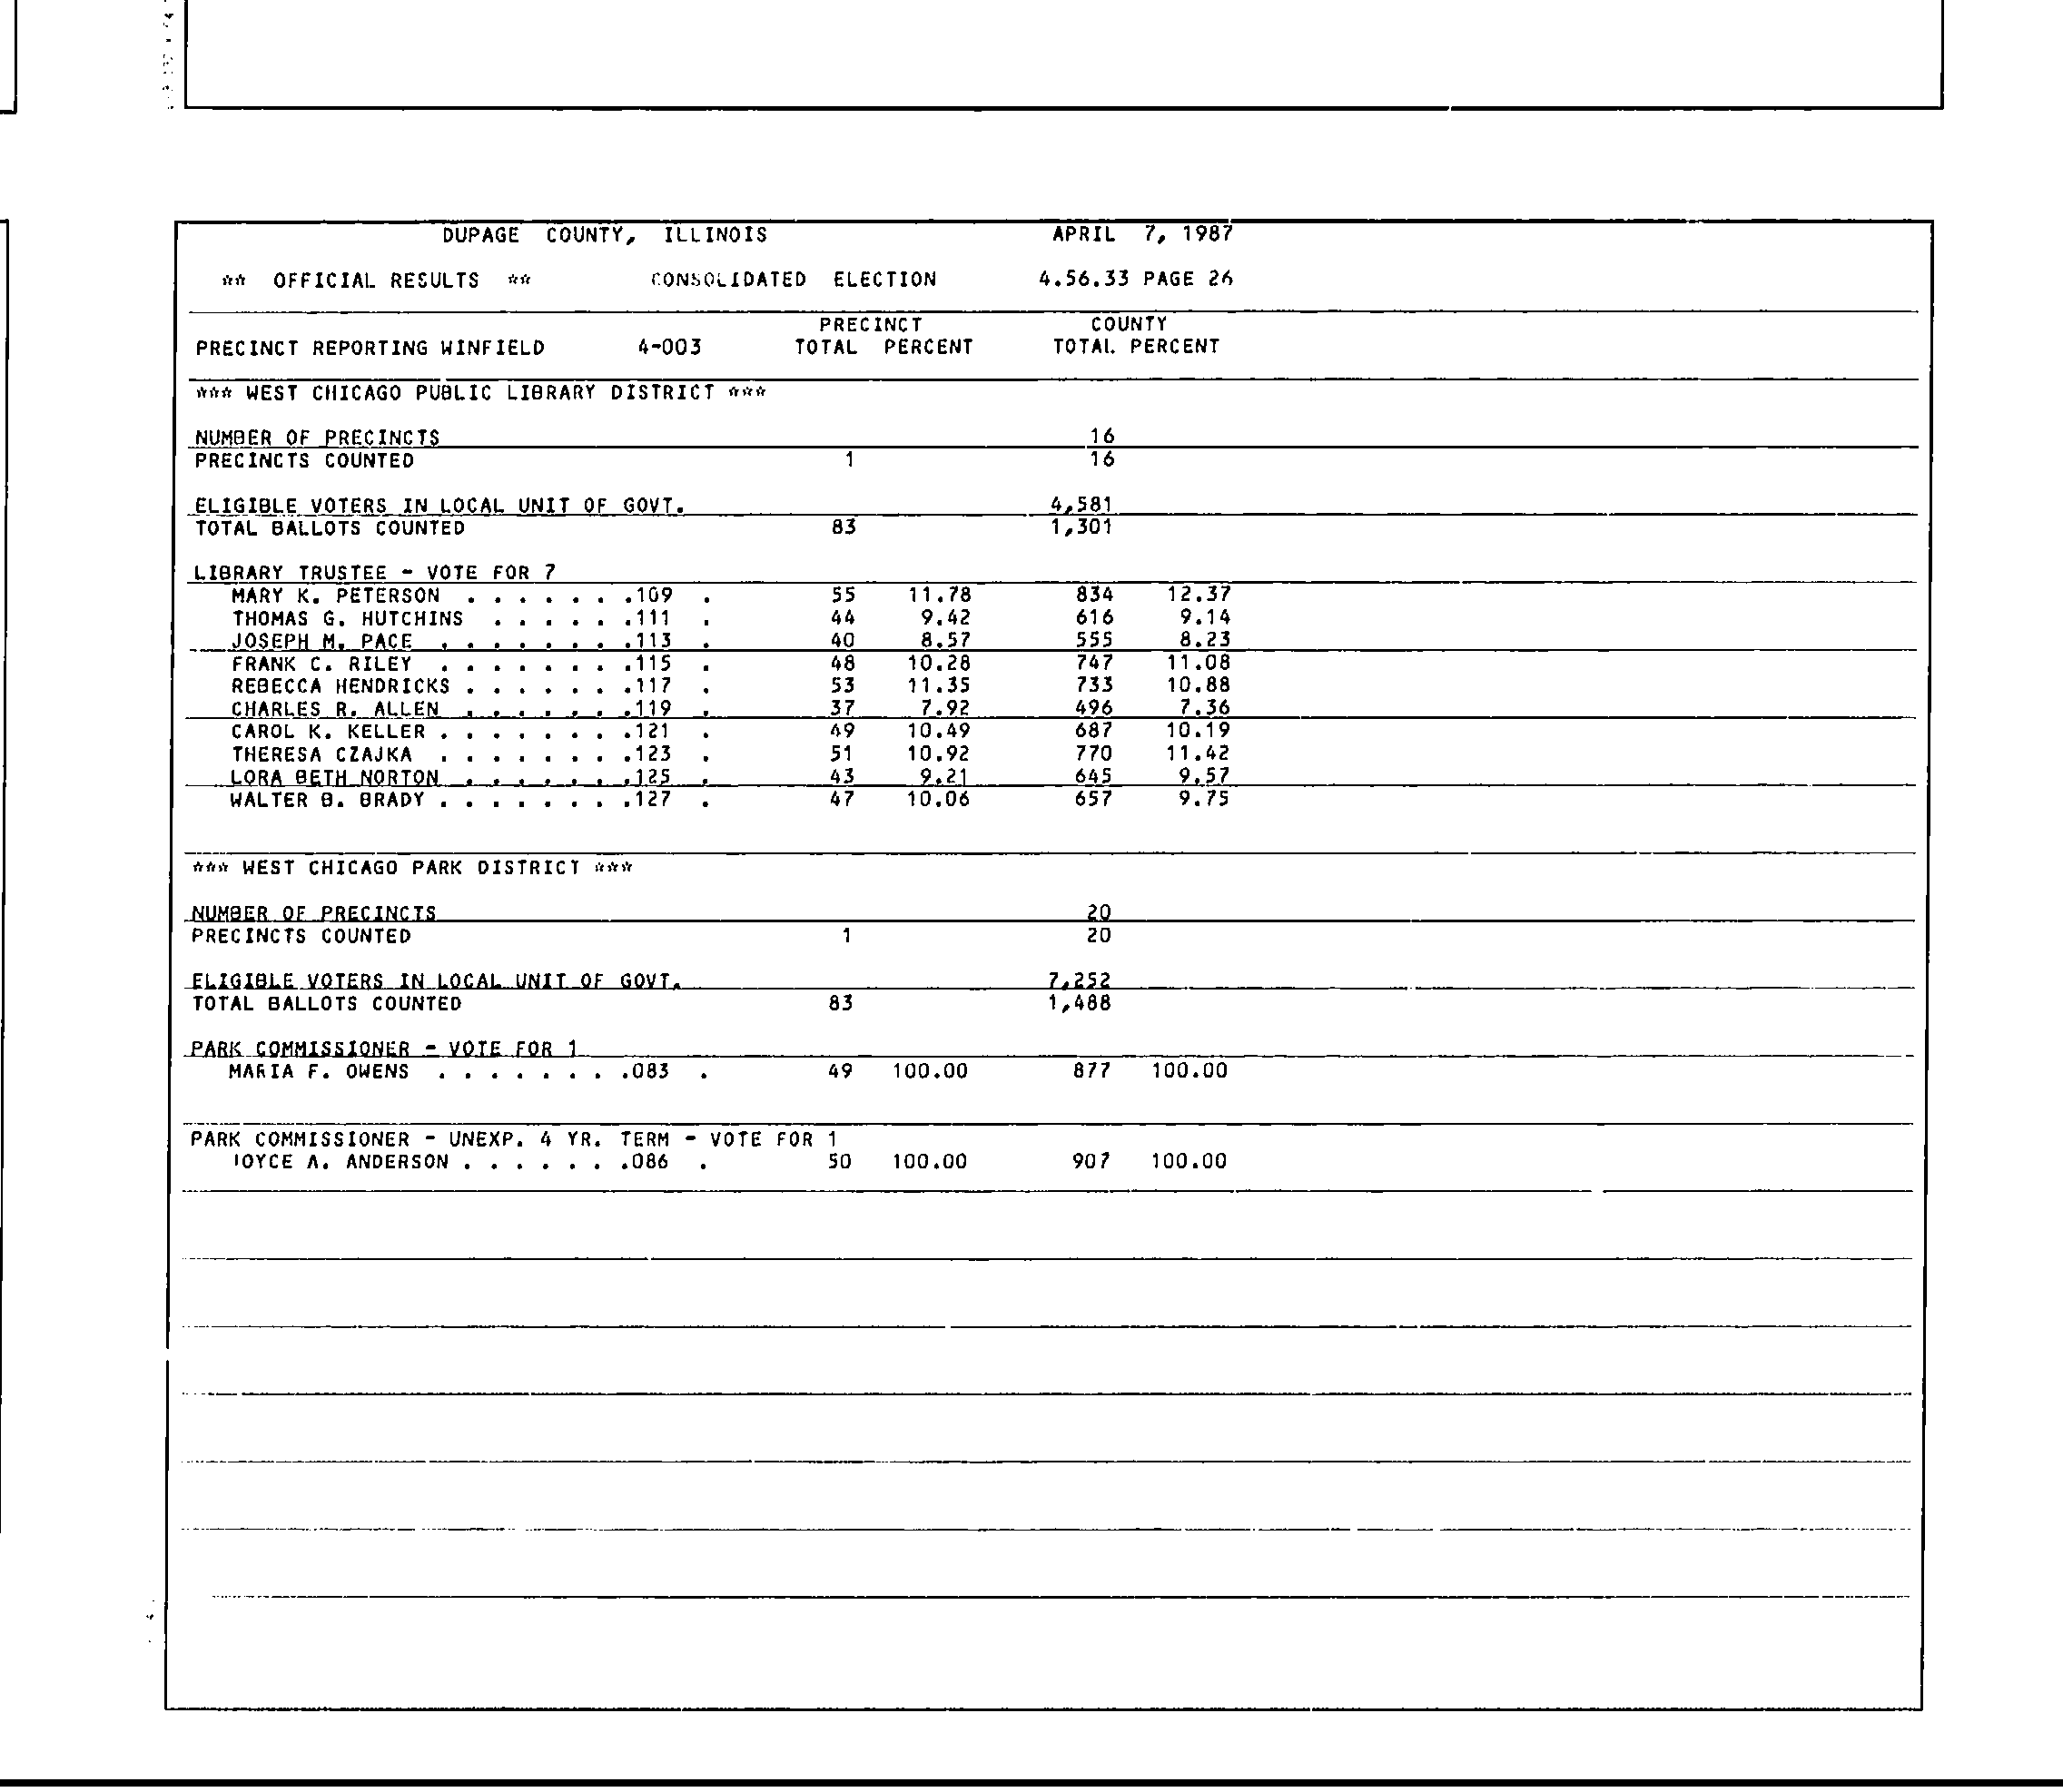 DUPAGE COUNTY, ILLINOIS APRIL 7, 1987
** OFFICIAL RESULTS ** CONSOLIDATED ELECTION 4.56.33 PAGE 26
PRECINCT COUNTY
PRECINCT REPORTING WINFIELD 4-003 TOTAL PERCENT TOTAL PERCENT
*** WEST CHICAGO PUBLIC LIBRARY DISTRICT ***
NUMBER OF PRECINCTS 16
PRECINCTS COUNTED 1 16
ELIGIBLE VOTERS IN LOCAL UNIT OF GOVT. 4,581
TOTAL BALLOTS COUNTED 83 1,301
LIBRARY TRUSTEE - VOTE FOR 7
MARY K. PETERSON . . . . . . .109 . 55 11.78 834 12.37
THOMAS G. HUTCHINS . . . . . .111 . 44 9.42 616 9.14
JOSEPH M. PACE . . . . . . . .113 . 40 8.57 555 8.23
FRANK C. RILEY . . . . . . . .115 . 48 10.28 747 11.08
REBECCA HENDRICKS . . . . . . .117 . 53 11.35 733 10.88
CHARLES R. ALLEN . . . . . . .119 . 37 7.92 496 7.36
CAROL K. KELLER . . . . . . . .121 . 49 10.49 687 10.19
THERESA CZAJKA . . . . . . . .123 . 51 10.92 770 11.42
LORA BETH NORTON . . . . . . .125 . 43 9.21 645 9.57
WALTER B. BRADY . . . . . . . .127 . 47 10.06 657 9.75
*** WEST CHICAGO PARK DISTRICT ***
NUMBER OF PRECINCTS 20
PRECINCTS COUNTED 1 20
ELIGIBLE VOTERS IN LOCAL UNIT OF GOVT. 7,252
TOTAL BALLOTS COUNTED 83 1,488
PARK COMMISSIONER - VOTE FOR 1
MARIA F. OWENS . . . . . . . .083 . 49 100.00 877 100.00
PARK COMMISSIONER - UNEXP. 4 YR. TERM - VOTE FOR 1
JOYCE A. ANDERSON . . . . . . .086 . 50 100.00 907 100.00